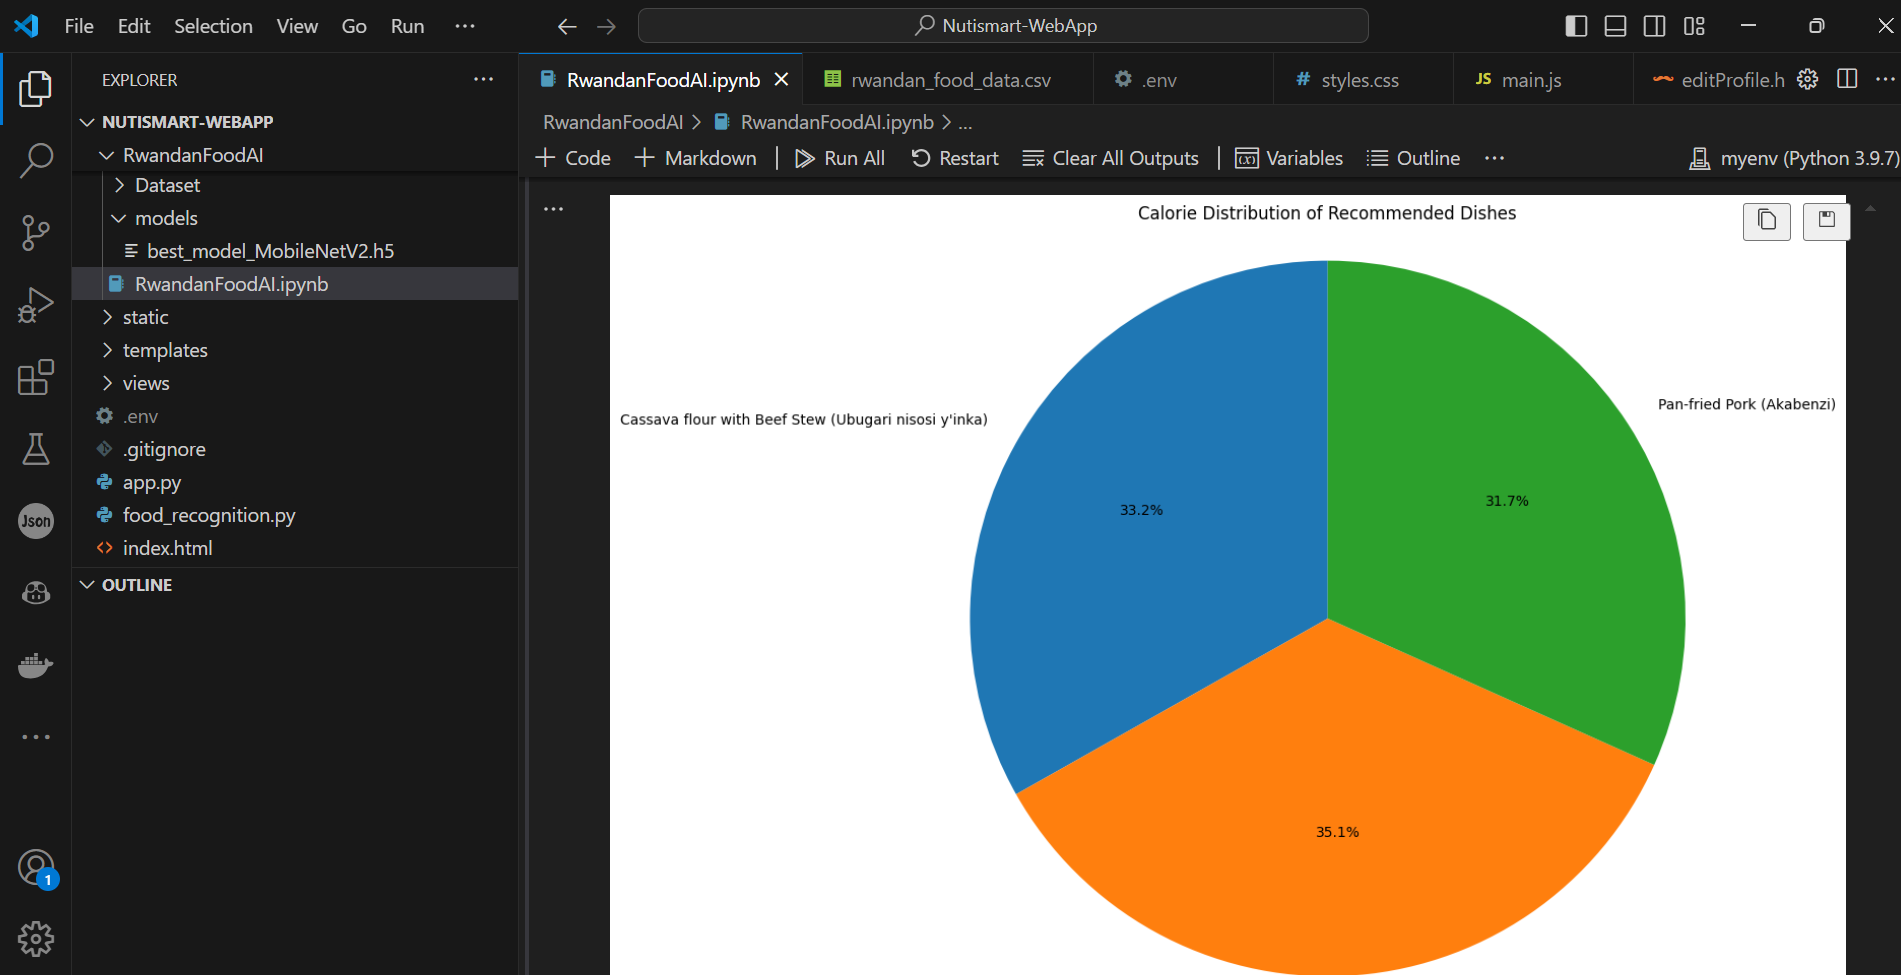 File Edit Selection View Go Run ···
Nutismart-WebApp
EXPLORER
NUTISMART-WEBAPP
RwandanFoodAI
Dataset
models
best_model_MobileNetV2.h5
RwandanFoodAI.ipynb
static
templates
views
.env
.gitignore
app.py
food_recognition.py
index.html
OUTLINE
Json
1
RwandanFoodAI.ipynb
rwandan_food_data.csv
.env
# styles.css
JS main.js
editProfile.h
RwandanFoodAI > RwandanFoodAI.ipynb > ...
+ Code + Markdown | Run All Restart Clear All Outputs | (x) Variables Outline ···
myenv (Python 3.9.7)
Calorie Distribution of Recommended Dishes
Cassava flour with Beef Stew (Ubugari nisosi y'inka)
Pan-fried Pork (Akabenzi)
33.2%
31.7%
35.1%